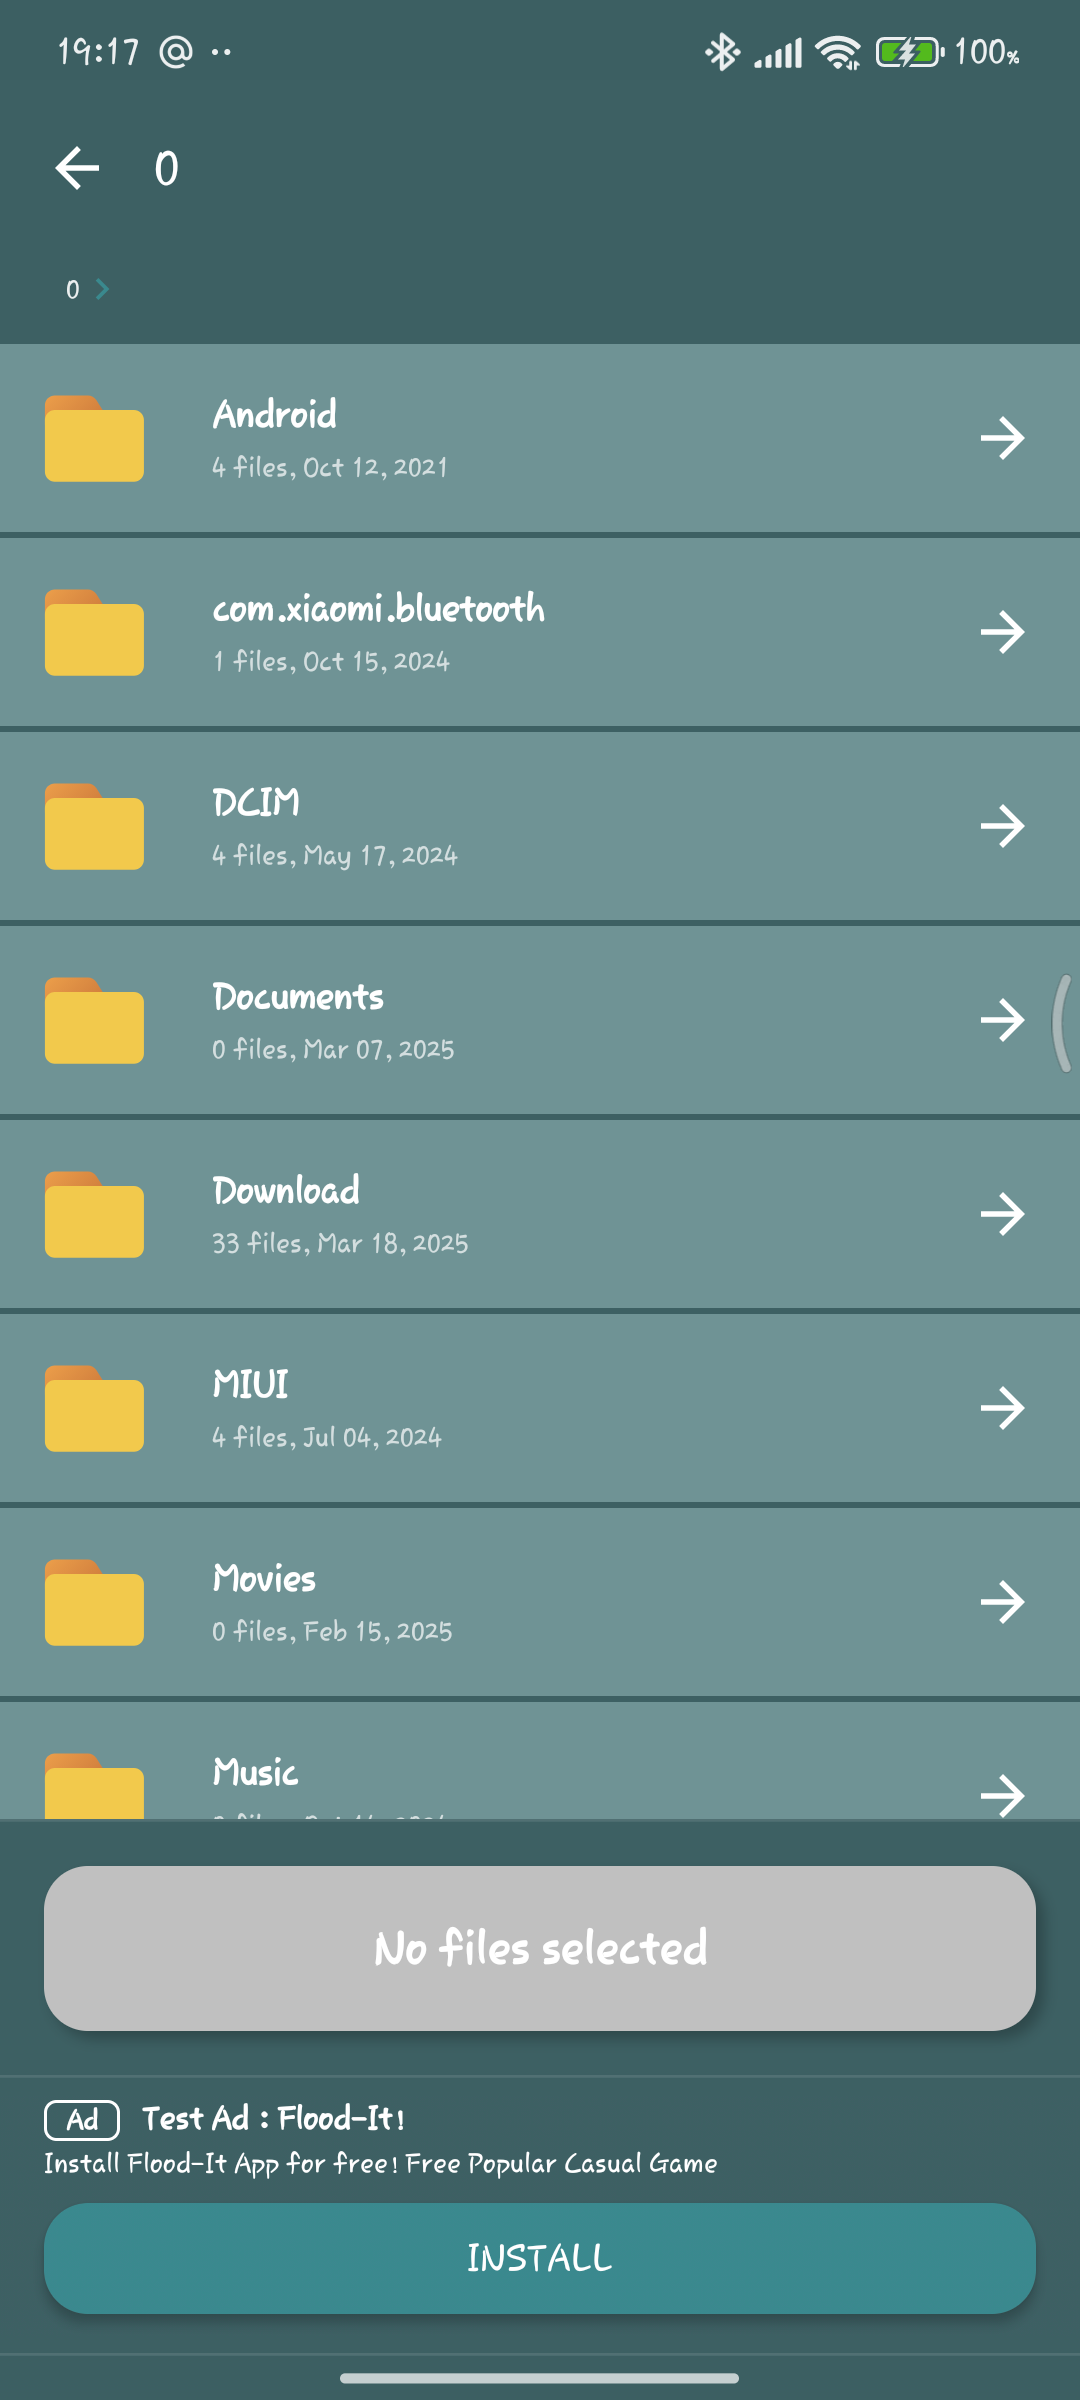 19:17
100%
0
0
Android
4 files, Oct 12, 2021
com.xiaomi.bluetooth
1 files, Oct 15, 2024
DCIM
4 files, May 17, 2024
Documents
0 files, Mar 07, 2025
Download
33 files, Mar 18, 2025
MIUI
4 files, Jul 04, 2024
Movies
0 files, Feb 15, 2025
Music
No files selected
Ad Test Ad : Flood-It!
Install Flood-It App for free! Free Popular Casual Game
INSTALL